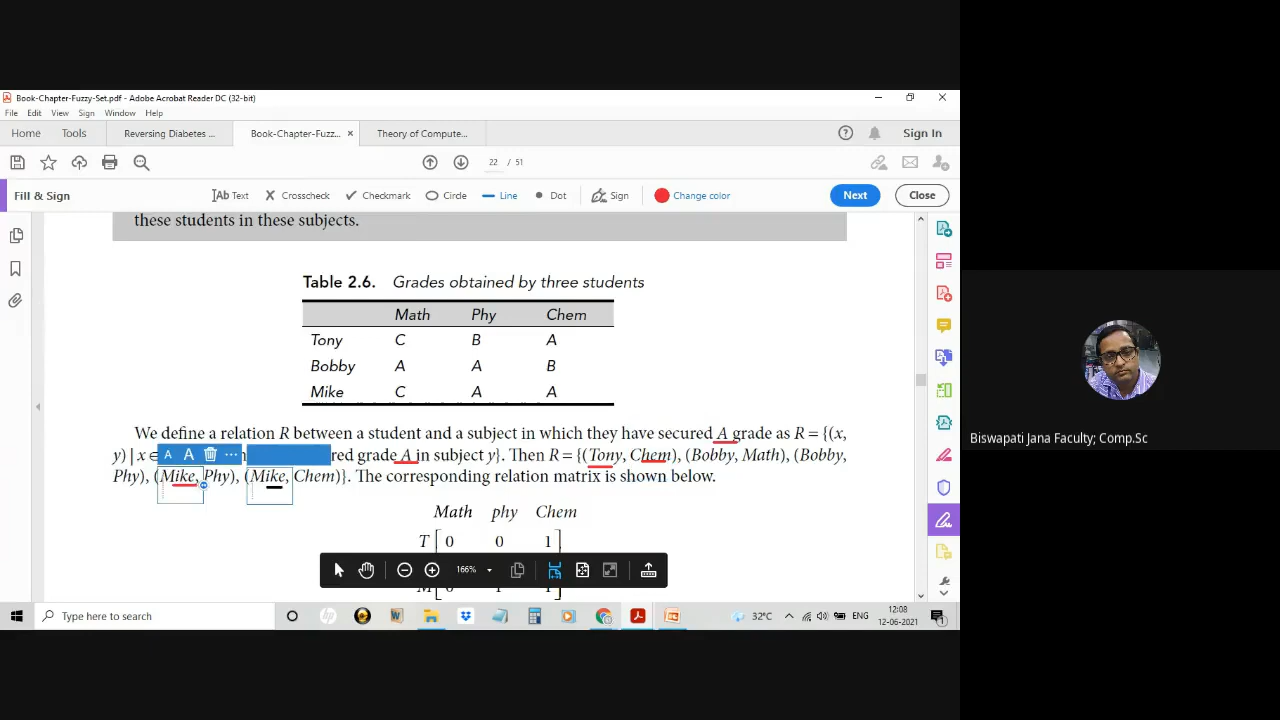 Book-Chapter-Fuzzy-Set.pdf - Adobe Acrobat Reader DC (32-bit)
File Edit View Sign Window Help
Home Tools Reversing Diabetes ... Book-Chapter-Fuzz... × Theory of Compute... Sign In
22 / 51
Fill & Sign Text Crosscheck Checkmark Circle Line Dot Sign Change color Next Close
these students in these subjects.
Table 2.6. Grades obtained by three students
Math Phy Chem
Tony C B A
Bobby A A B
Mike C A A
We define a relation R between a student and a subject in which they have secured A grade as R = {(x,
y) | x ∈ red grade A in subject y}. Then R = {(Tony, Chem), (Bobby, Math), (Bobby,
Phy), (Mike, Phy), (Mike, Chem)}. The corresponding relation matrix is shown below.
Math phy Chem
T 0 0 1
166%
M 0 1 1
Type here to search
32°C ENG 12:08
12-06-2021
Biswapati Jana Faculty; Comp.Sc